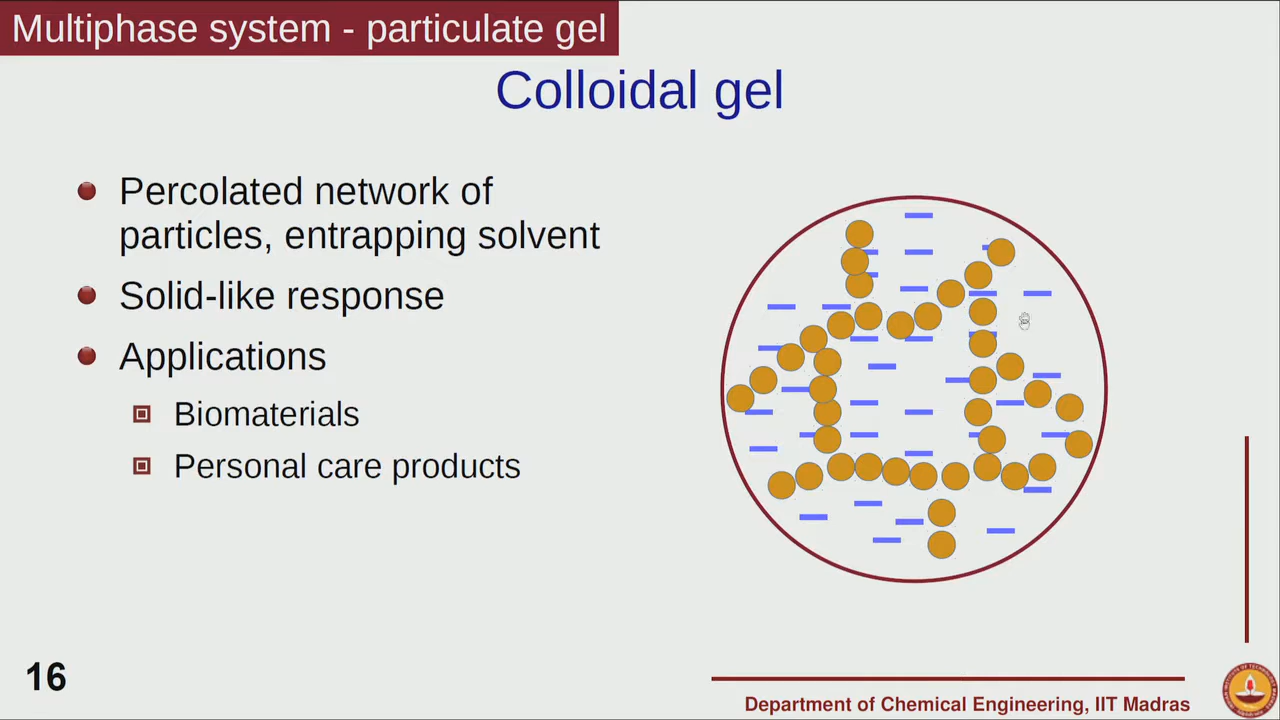 Multiphase system - particulate gel
Colloidal gel
Percolated network of
particles, entrapping solvent
Solid-like response
Applications
Biomaterials
Personal care products
16
Department of Chemical Engineering, IIT Madras